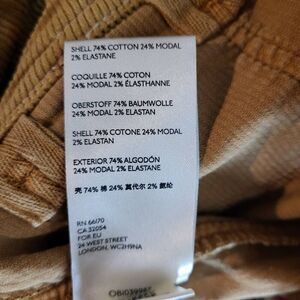 SHELL 74% COTTON 24% MODAL
2% ELASTANE
COQUILLE 74% COTON
24% MODAL 2% ÉLASTHANNE
OBERSTOFF 74% BAUMWOLLE
24% MODAL 2% ELASTAN
SHELL 74% COTONE 24% MODAL
2% ELASTAN
EXTERIOR 74% ALGODÓN
24% MODAL 2% ELASTANO
壳 74% 棉 24% 莫代尔 2% 氨纶
RN 66170
CA 32054
FOR EU
24 WEST STREET
LONDON, WC2H9NA